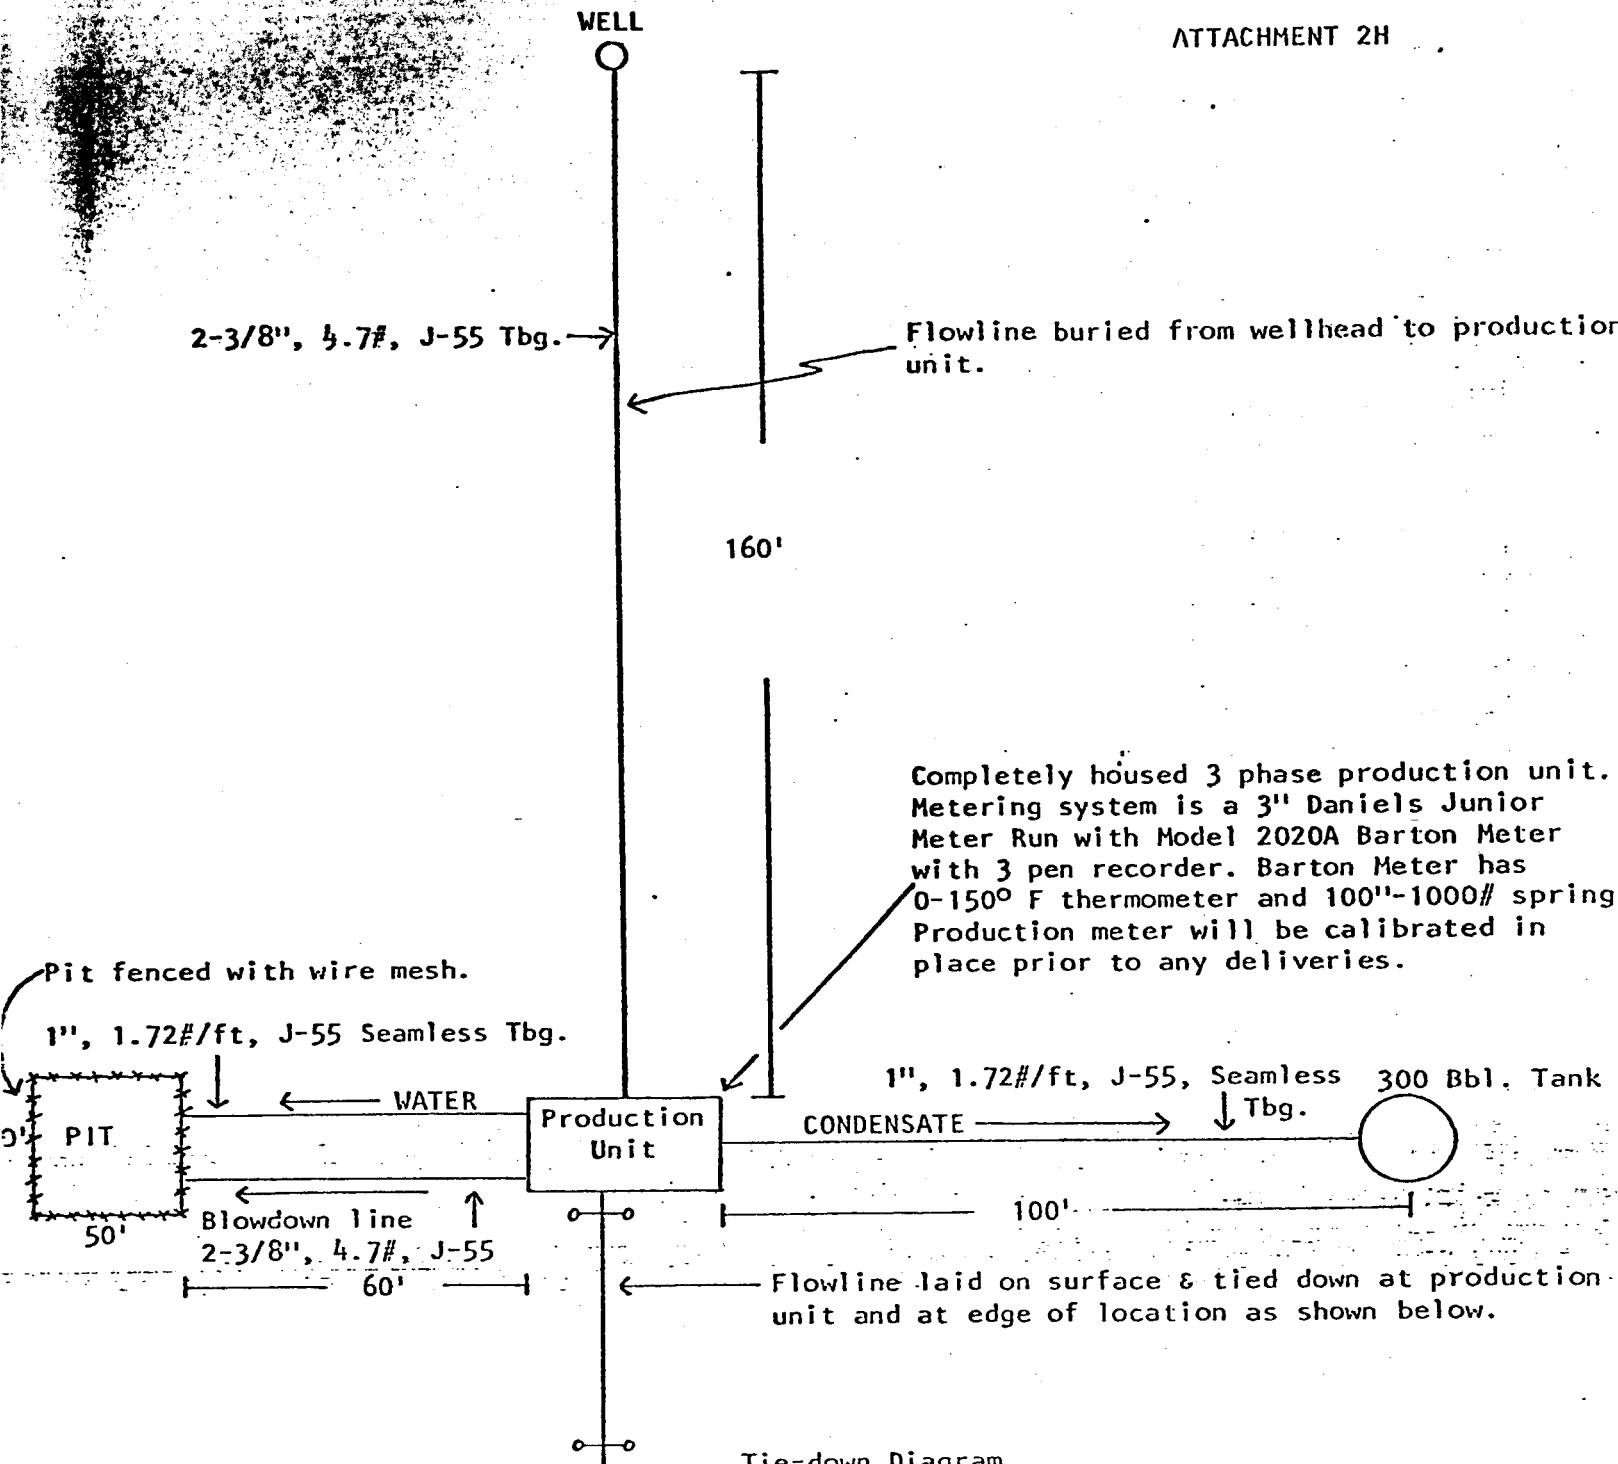 WELL
ATTACHMENT 2H
2-3/8", 4.7#, J-55 Tbg.
Flowline buried from wellhead to production
unit.
160'
Completely housed 3 phase production unit.
Metering system is a 3" Daniels Junior
Meter Run with Model 2020A Barton Meter
with 3 pen recorder. Barton Meter has
0-150° F thermometer and 100"-1000# spring
Production meter will be calibrated in
place prior to any deliveries.
Pit fenced with wire mesh.
1", 1.72#/ft, J-55 Seamless Tbg.
1", 1.72#/ft, J-55, Seamless
Tbg.
300 Bbl. Tank
WATER
Production
Unit
CONDENSATE
PIT
50'
Blowdown line
2-3/8", 4.7#, J-55
60'
100'
Flowline laid on surface & tied down at production
unit and at edge of location as shown below.
Tie-down Diagram